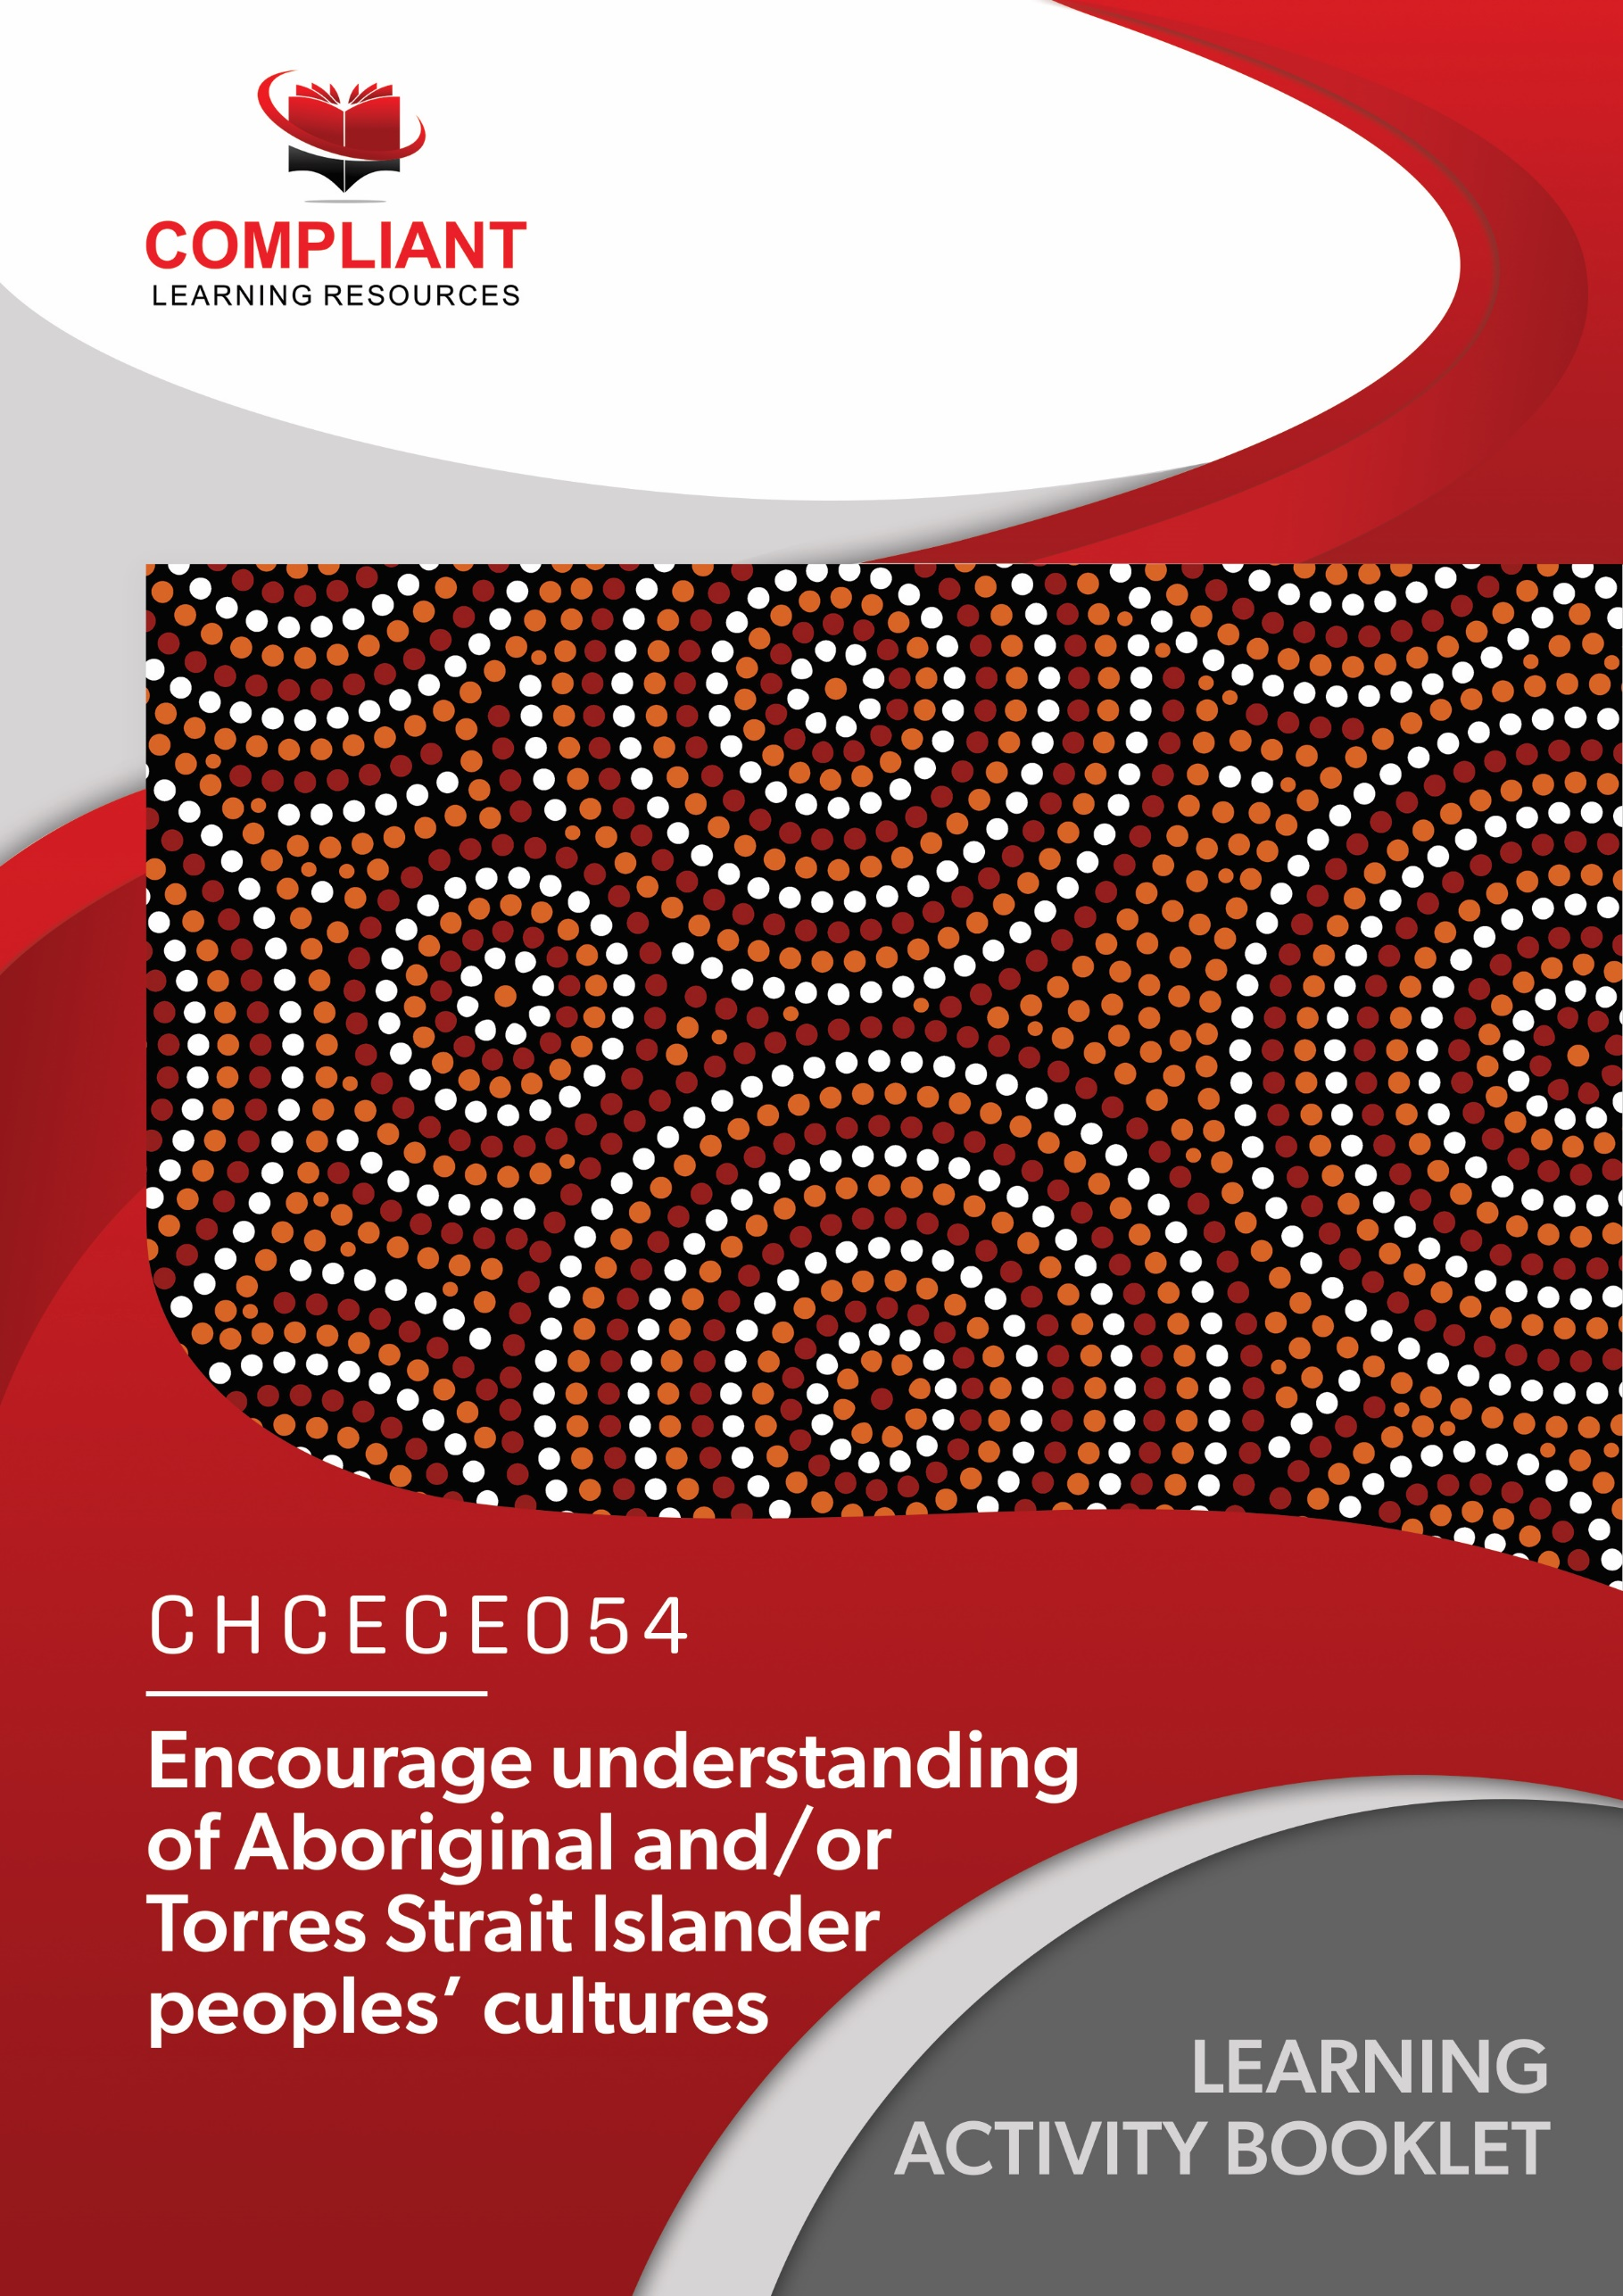 COMPLIANT
LEARNING RESOURCES
CHCECE054
Encourage understanding
of Aboriginal and/or
Torres Strait Islander
peoples’ cultures
LEARNING
ACTIVITY BOOKLET